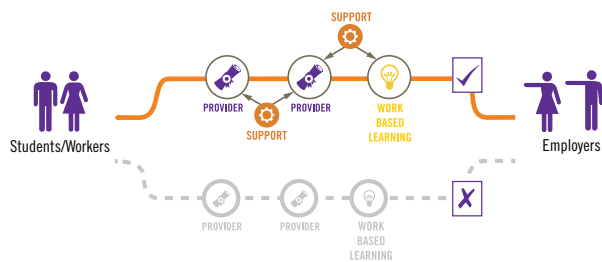 SUPPORT
PROVIDER
PROVIDER
WORK
BASED
LEARNING
SUPPORT
Students/Workers
Employers
PROVIDER
PROVIDER
WORK
BASED
LEARNING